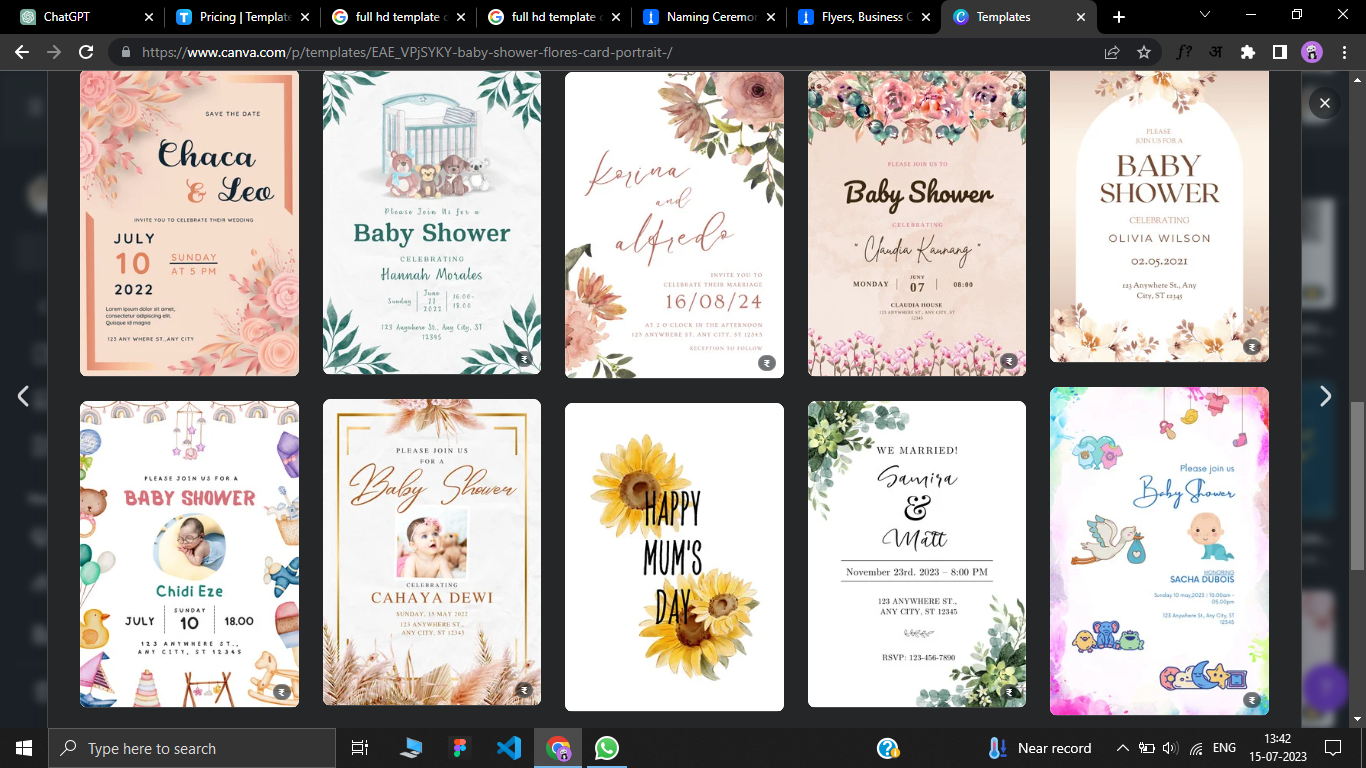 ChatGPT
Pricing | Template
full hd template c
full hd template c
Naming Ceremor
Flyers, Business C
Templates
https://www.canva.com/p/templates/EAE_VPjSYKY-baby-shower-flores-card-portrait-/
SAVE THE DATE
Chaca
& Leo
INVITE YOU TO CELEBRATE THEIR WEDDING
JULY
10
2022
SUNDAY
AT 5 PM
Lorem ipsum dolor sit amet,
consectetur adipiscing elit.
Quisque id magna
123 ANY WHERE ST.,ANY CITY
Please Join Us for a
Baby Shower
CELEBRATING
Hannah Morales
Sunday
June
21
2022
16.00-
18.00
123 Anywhere St., Any City, ST
12345
₹
Korina
and
alfredo
INVITE YOU TO
CELEBRATE THEIR MARRIAGE
16/08/24
AT 2 O CLOCK IN THE AFTERNOON
123 ANYWHERE ST. ANY CITY, ST 12345
RECEPTION TO FOLLOW
₹
PLEASE JOIN US TO
Baby Shower
CELEBRATING
" Claudia Kaunang "
MONDAY
JUNY
07
08:00
CLAUDIA HOUSE
123 ANYWHERE ST., ANY CITY, ST
12345
₹
PLEASE
JOIN US FOR A
BABY
SHOWER
CELEBRATING
OLIVIA WILSON
02.05.2021
123 Anywhere St., Any
City, ST 12345
₹
PLEASE JOIN US FOR A
BABY SHOWER
Chidi Eze
JULY
SUNDAY
10
18.00
123 ANYWHERE ST.,
ANY CITY, ST 12345
₹
PLEASE JOIN US
FOR A
Baby Shower
CELEBRATING
CAHAYA DEWI
SUNDAY, 15 MAY 2022
123 ANYWHERE ST.,
ANY CITY, ST 12345
₹
HAPPY
MUM'S
DAY
WE MARRIED!
Samira
&
Matt
November 23rd. 2023 – 8:00 PM
123 ANYWHERE ST.,
ANY CITY, ST 12345
RSVP: 123-456-7890
₹
Please join us
Baby Shower
HONORING
SACHA DUBOIS
Sunday 10 may,2023 : 10.00am -
05.00pm
123 Anywhere St., Any City, ST
12345
₹
Type here to search
Near record
ENG
13:42
15-07-2023